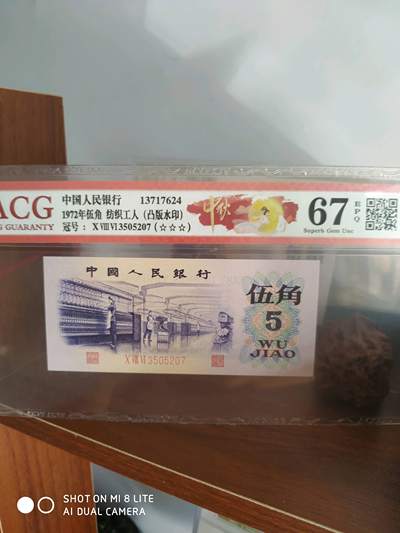 ACG
GUARANTY
中国人民银行 13717624
1972年伍角 纺织工人 (凸版水印)
冠号: X VIII VI 3505207 (☆☆☆)
中秋
67
EPQ
Superb Gem Unc
中國人民銀行
伍角
5
WU
JIAO
X VIII VI 3505207
SHOT ON MI 8 LITE
AI DUAL CAMERA